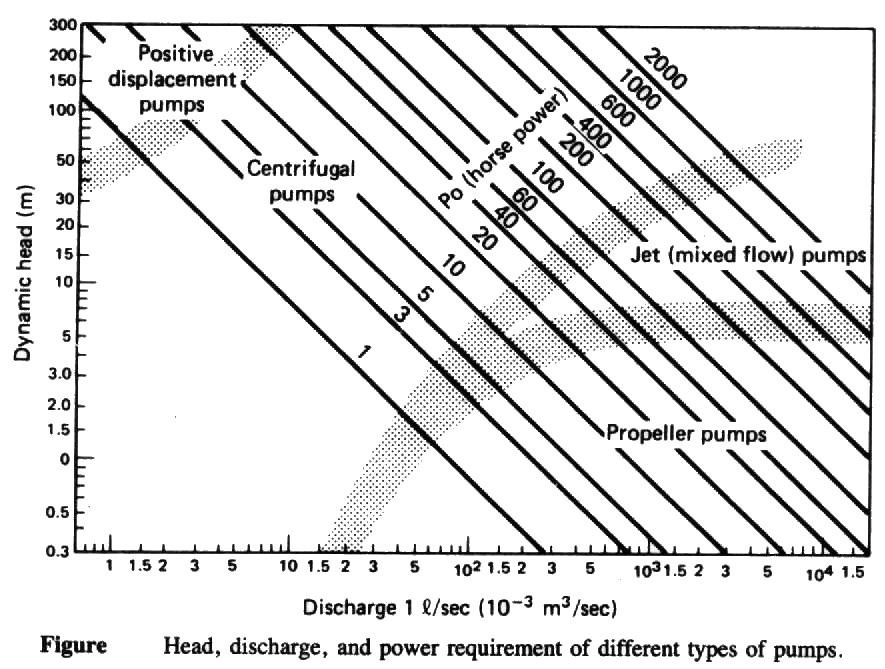 300
200
150
100
50
30
20
15
10
5
3.0
2.0
1.5
0
0.5
0.3
Dynamic head (m)
Positive
displacement
pumps
Centrifugal
pumps
Po (horse power)
2000
1000
600
400
200
100
60
40
20
10
5
3
1
Jet (mixed flow) pumps
Propeller pumps
1 1.5 2 3 5 10 1.5 2 3 5 10² 1.5 2 3 5 10³ 1.5 2 3 5 10⁴ 1.5
Discharge 1 ℓ/sec (10⁻³ m³/sec)
Figure Head, discharge, and power requirement of different types of pumps.